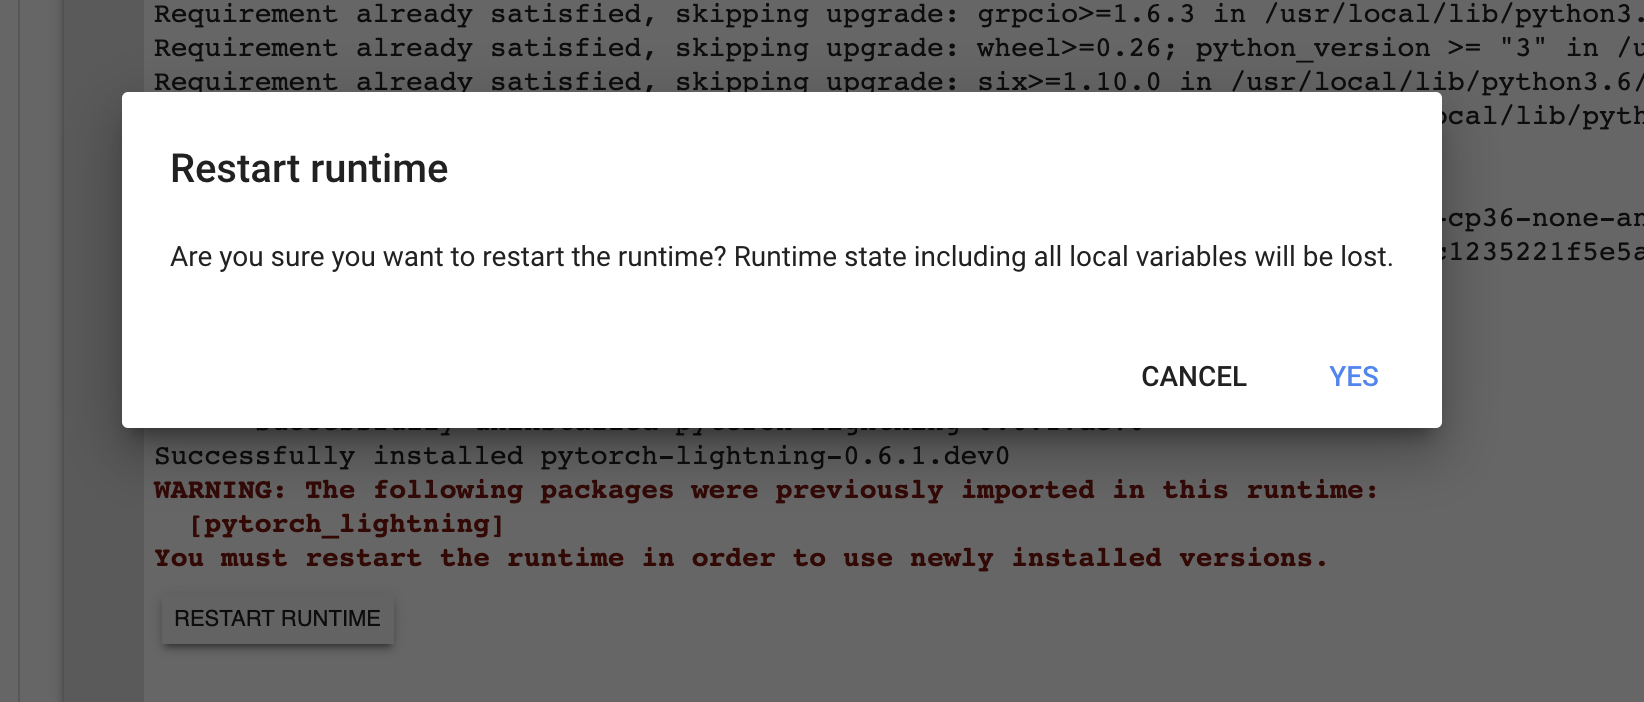 Requirement already satisfied, skipping upgrade: grpcio>=1.6.3 in /usr/local/lib/python3.
Requirement already satisfied, skipping upgrade: wheel>=0.26; python_version >= "3" in /u
Requirement already satisfied, skipping upgrade: six>=1.10.0 in /usr/local/lib/python3.6/
ocal/lib/pyth
Restart runtime
-cp36-none-an
Are you sure you want to restart the runtime? Runtime state including all local variables will be lost.
c1235221f5e5a
CANCEL YES
Successfully installed pytorch-lightning-0.6.1.dev0
WARNING: The following packages were previously imported in this runtime:
[pytorch_lightning]
You must restart the runtime in order to use newly installed versions.
RESTART RUNTIME